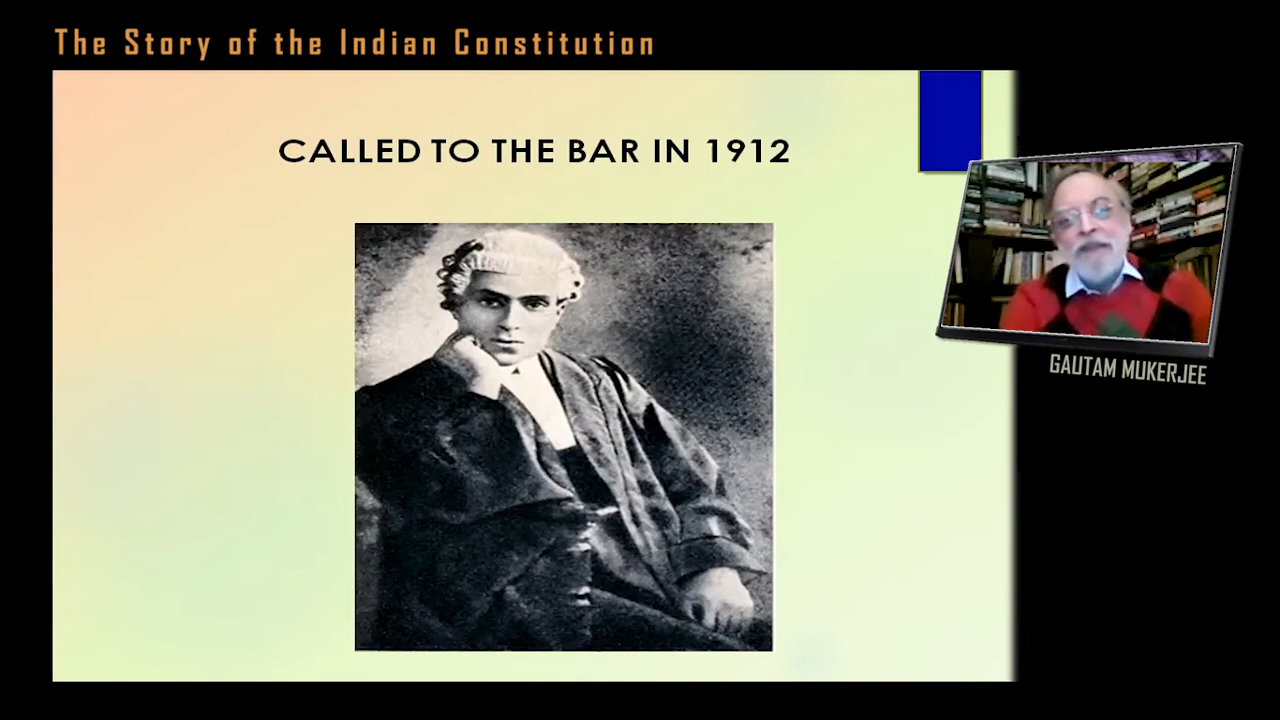 The Story of the Indian Constitution
CALLED TO THE BAR IN 1912
GAUTAM MUKERJEE